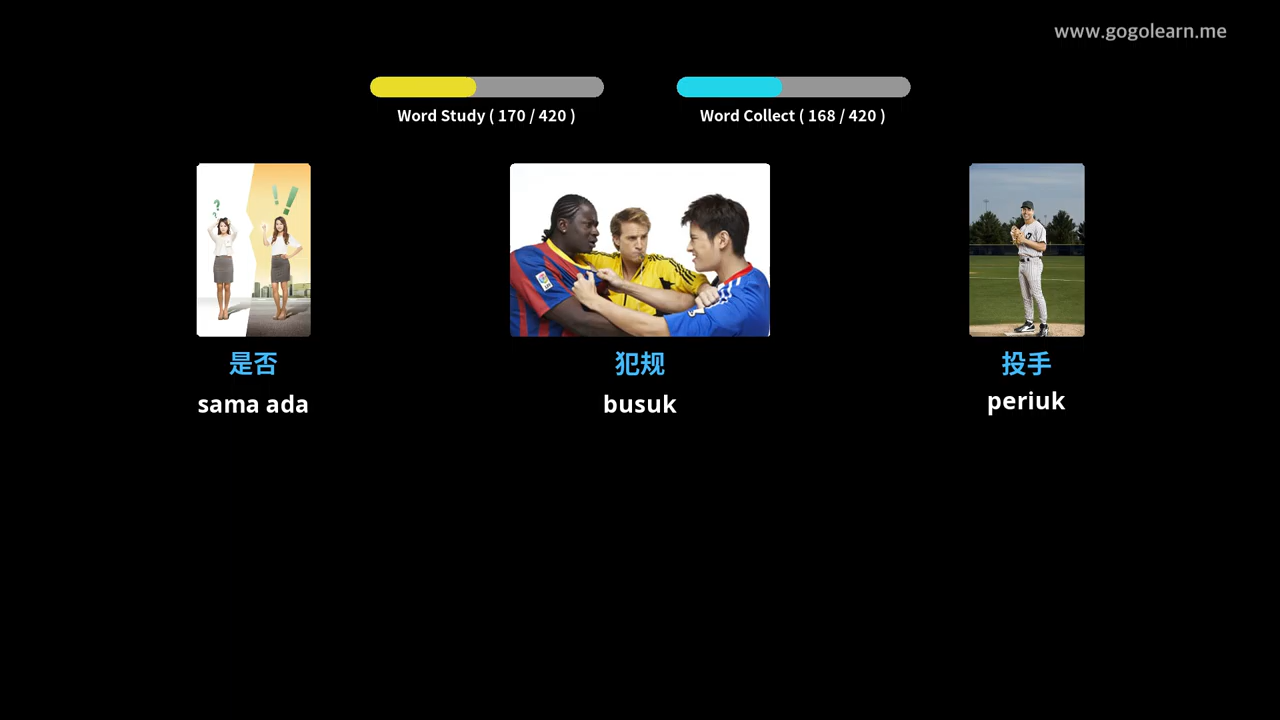 www.gogolearn.me
Word Study ( 170 / 420 )
Word Collect ( 168 / 420 )
是否
犯规
投手
sama ada
busuk
periuk